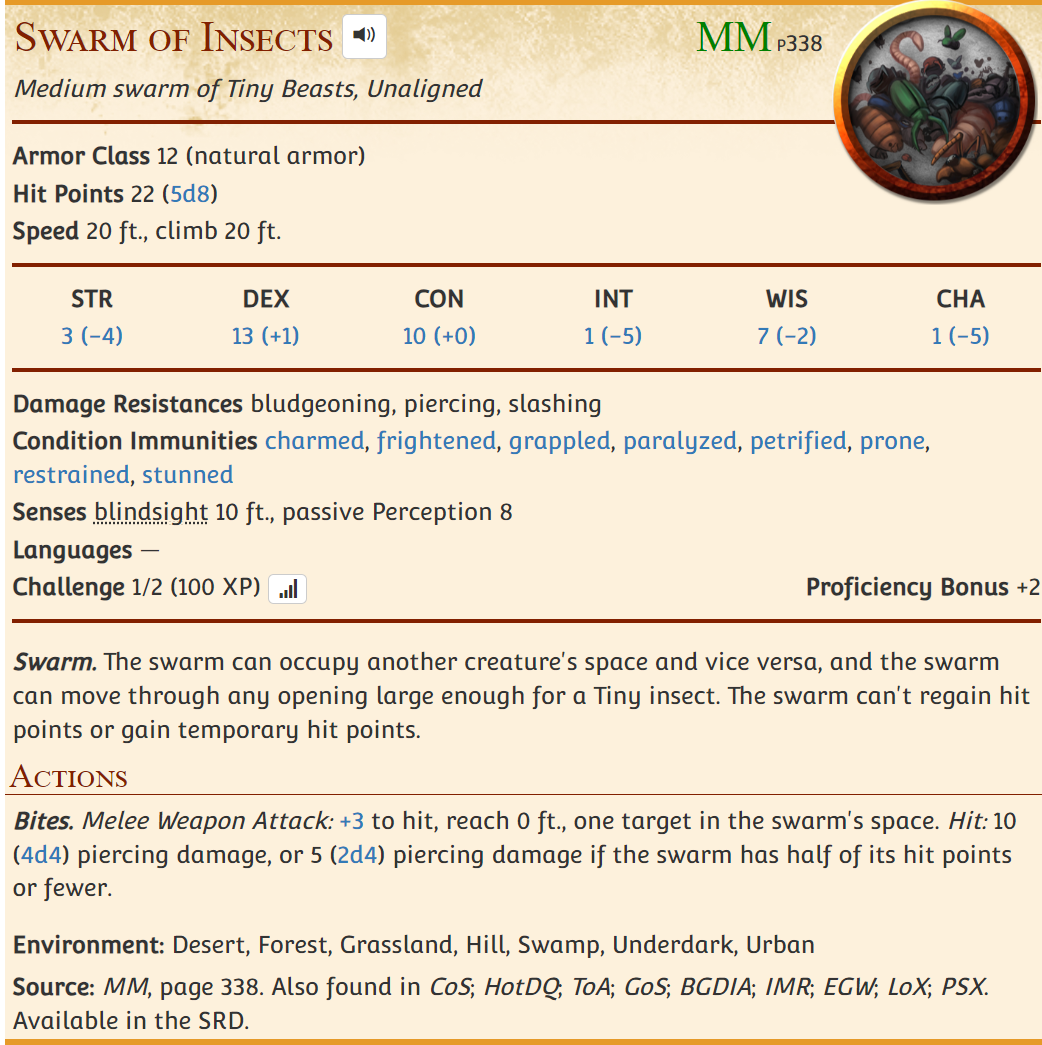 Swarm of Insects MM P338
Medium swarm of Tiny Beasts, Unaligned
Armor Class 12 (natural armor)
Hit Points 22 (5d8)
Speed 20 ft., climb 20 ft.
STR DEX CON INT WIS CHA
3 (−4) 13 (+1) 10 (+0) 1 (−5) 7 (−2) 1 (−5)
Damage Resistances bludgeoning, piercing, slashing
Condition Immunities charmed, frightened, grappled, paralyzed, petrified, prone,
restrained, stunned
Senses blindsight 10 ft., passive Perception 8
Languages —
Challenge 1/2 (100 XP) Proficiency Bonus +2
Swarm. The swarm can occupy another creature's space and vice versa, and the swarm
can move through any opening large enough for a Tiny insect. The swarm can't regain hit
points or gain temporary hit points.
Actions
Bites. Melee Weapon Attack: +3 to hit, reach 0 ft., one target in the swarm's space. Hit: 10
(4d4) piercing damage, or 5 (2d4) piercing damage if the swarm has half of its hit points
or fewer.
Environment: Desert, Forest, Grassland, Hill, Swamp, Underdark, Urban
Source: MM, page 338. Also found in CoS; HotDQ; ToA; GoS; BGDIA; IMR; EGW; LoX; PSX.
Available in the SRD.